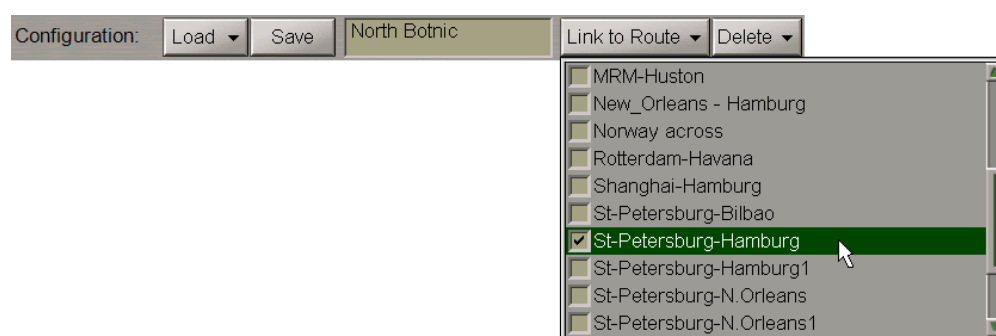 Configuration: Load Save North Botnic Link to Route Delete
MRM-Huston
New_Orleans - Hamburg
Norway across
Rotterdam-Havana
Shanghai-Hamburg
St-Petersburg-Bilbao
St-Petersburg-Hamburg
St-Petersburg-Hamburg1
St-Petersburg-N.Orleans
St-Petersburg-N.Orleans1